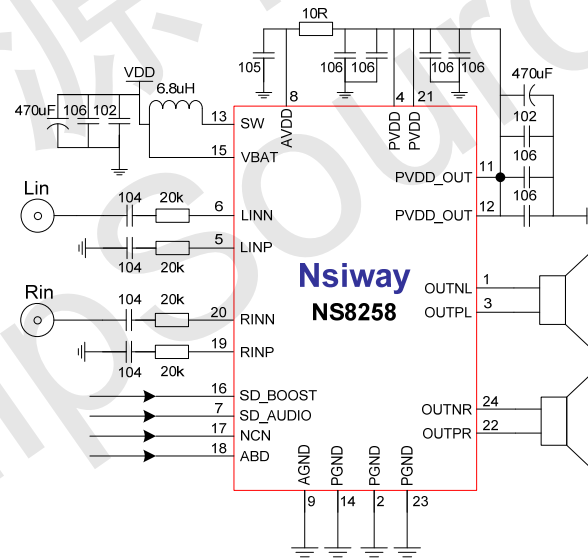 10R
105
106
106
106
106
8
4
21
VDD
6.8uH
470uF
106
102
13
SW
AVDD
PVDD
PVDD
470uF
102
106
106
15
VBAT
PVDD_OUT
11
PVDD_OUT
12
Lin
104
20k
6
LINN
5
LINP
104
20k
Nsiway
NS8258
OUTNL
1
OUTPL
3
Rin
104
20k
20
RINN
19
RINP
104
20k
16
SD_BOOST
7
SD_AUDIO
17
NCN
18
ABD
OUTNR
24
OUTPR
22
AGND
PGND
PGND
PGND
9
14
2
23
源
hipSourc